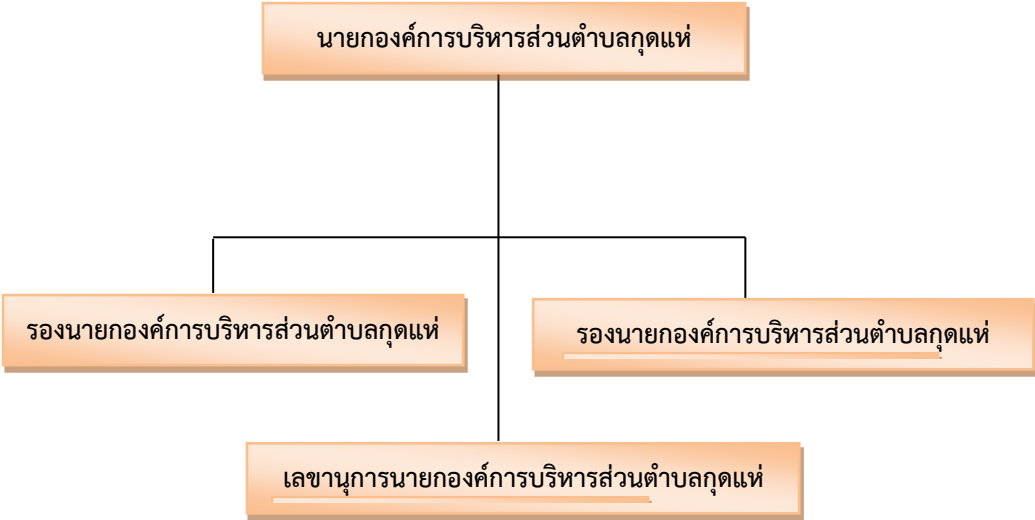 นายกองค์การบริหารส่วนตำบลกุดแห่
รองนายกองค์การบริหารส่วนตำบลกุดแห่
รองนายกองค์การบริหารส่วนตำบลกุดแห่
เลขานุการนายกองค์การบริหารส่วนตำบลกุดแห่